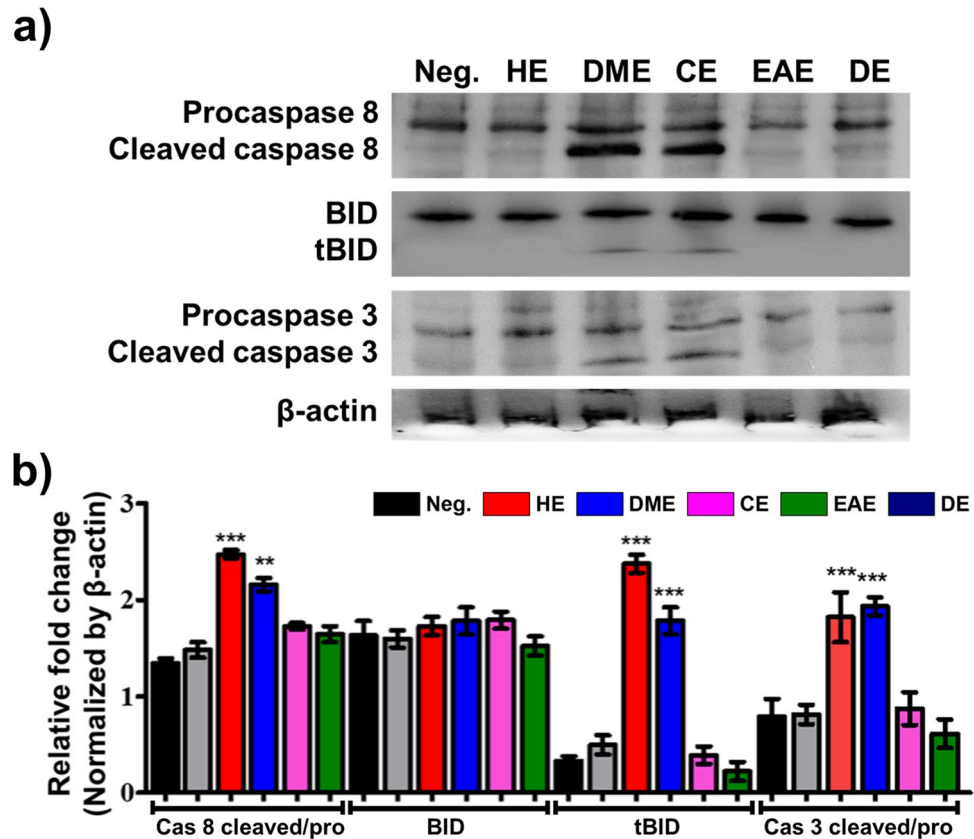 a)
Neg. HE DME CE EAE DE
Procaspase 8
Cleaved caspase 8
BID
tBID
Procaspase 3
Cleaved caspase 3
β-actin
b)
Relative fold change
(Normalized by β-actin)
3
2
1
0
Neg. HE DME CE EAE DE
*** ** *** *** *** ***
Cas 8 cleaved/pro BID tBID Cas 3 cleaved/pro